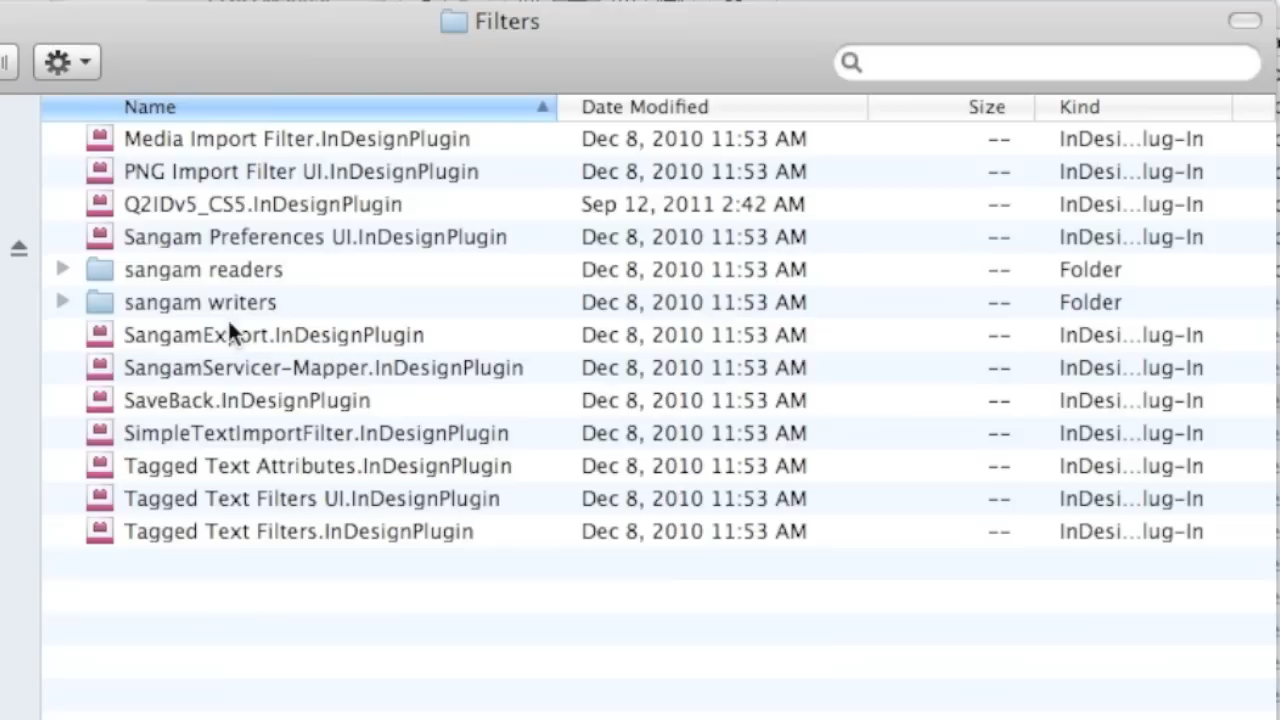 Filters
Name Date Modified Size Kind
Media Import Filter.InDesignPlugin Dec 8, 2010 11:53 AM -- InDesi...lug-In
PNG Import Filter UI.InDesignPlugin Dec 8, 2010 11:53 AM -- InDesi...lug-In
Q2IDv5_CS5.InDesignPlugin Sep 12, 2011 2:42 AM -- InDesi...lug-In
Sangam Preferences UI.InDesignPlugin Dec 8, 2010 11:53 AM -- InDesi...lug-In
sangam readers Dec 8, 2010 11:53 AM -- Folder
sangam writers Dec 8, 2010 11:53 AM -- Folder
SangamExport.InDesignPlugin Dec 8, 2010 11:53 AM -- InDesi...lug-In
SangamServicer-Mapper.InDesignPlugin Dec 8, 2010 11:53 AM -- InDesi...lug-In
SaveBack.InDesignPlugin Dec 8, 2010 11:53 AM -- InDesi...lug-In
SimpleTextImportFilter.InDesignPlugin Dec 8, 2010 11:53 AM -- InDesi...lug-In
Tagged Text Attributes.InDesignPlugin Dec 8, 2010 11:53 AM -- InDesi...lug-In
Tagged Text Filters UI.InDesignPlugin Dec 8, 2010 11:53 AM -- InDesi...lug-In
Tagged Text Filters.InDesignPlugin Dec 8, 2010 11:53 AM -- InDesi...lug-In